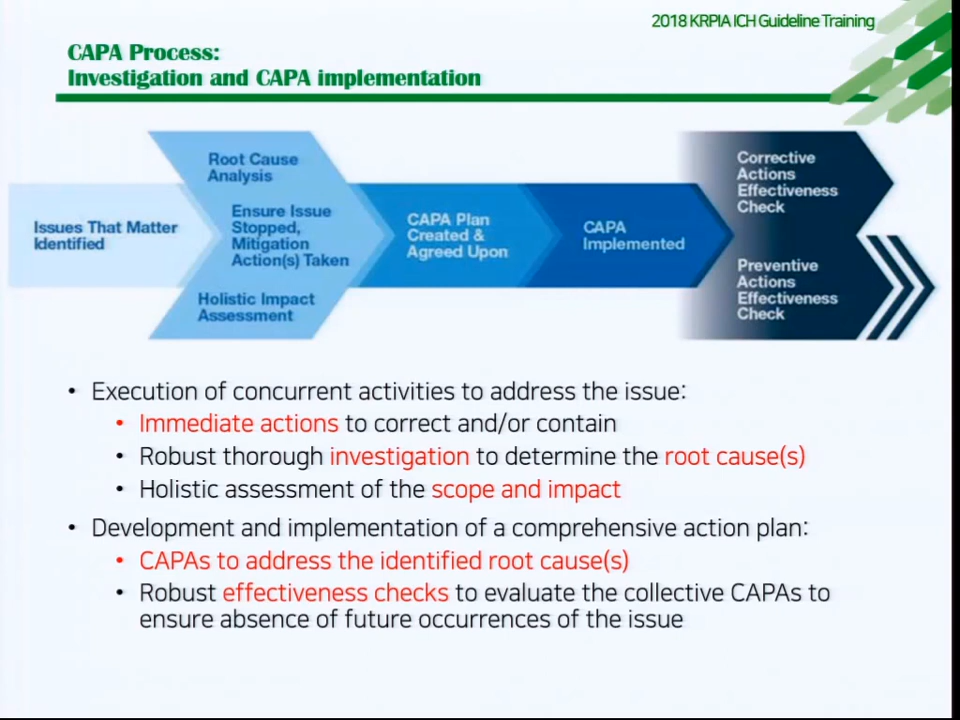 2018 KRPIA ICH Guideline Training
CAPA Process:
Investigation and CAPA implementation
Issues That Matter
Identified
Root Cause
Analysis
Ensure Issue
Stopped,
Mitigation
Action(s) Taken
Holistic Impact
Assessment
CAPA Plan
Created &
Agreed Upon
CAPA
Implemented
Corrective
Actions
Effectiveness
Check
Preventive
Actions
Effectiveness
Check
• Execution of concurrent activities to address the issue:
• Immediate actions to correct and/or contain
• Robust thorough investigation to determine the root cause(s)
• Holistic assessment of the scope and impact
• Development and implementation of a comprehensive action plan:
• CAPAs to address the identified root cause(s)
• Robust effectiveness checks to evaluate the collective CAPAs to
ensure absence of future occurrences of the issue